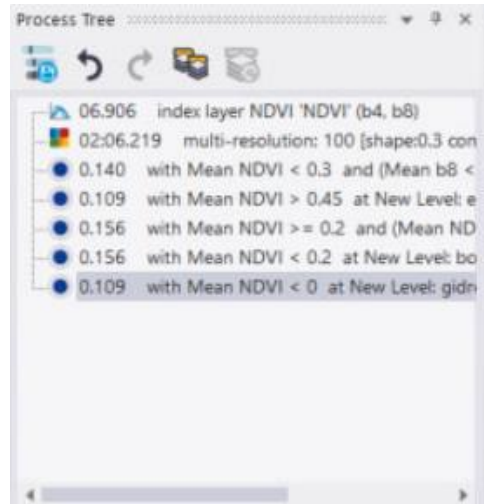 Process Tree
06.906 index layer NDVI 'NDVI' (b4, b8)
02:06.219 multi-resolution: 100 [shape:0.3 con
0.140 with Mean NDVI < 0.3 and (Mean b8 <
0.109 with Mean NDVI > 0.45 at New Level: e
0.156 with Mean NDVI >= 0.2 and (Mean ND
0.156 with Mean NDVI < 0.2 at New Level: bo
0.109 with Mean NDVI < 0 at New Level: gidr